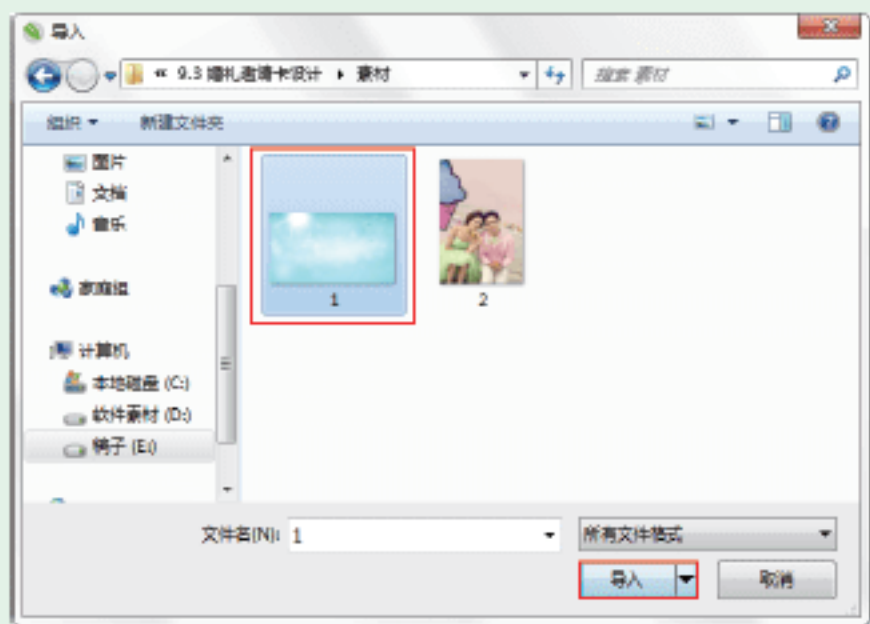 导入
« 9.3 婚礼邀请卡设计 ▸ 素材
搜索 素材
组织
新建文件夹
图片
文档
音乐
家庭组
计算机
本地磁盘 (C:)
软件素材 (D:)
子 (E:)
1
2
文件名(N): 1
所有文件格式
导入
取消